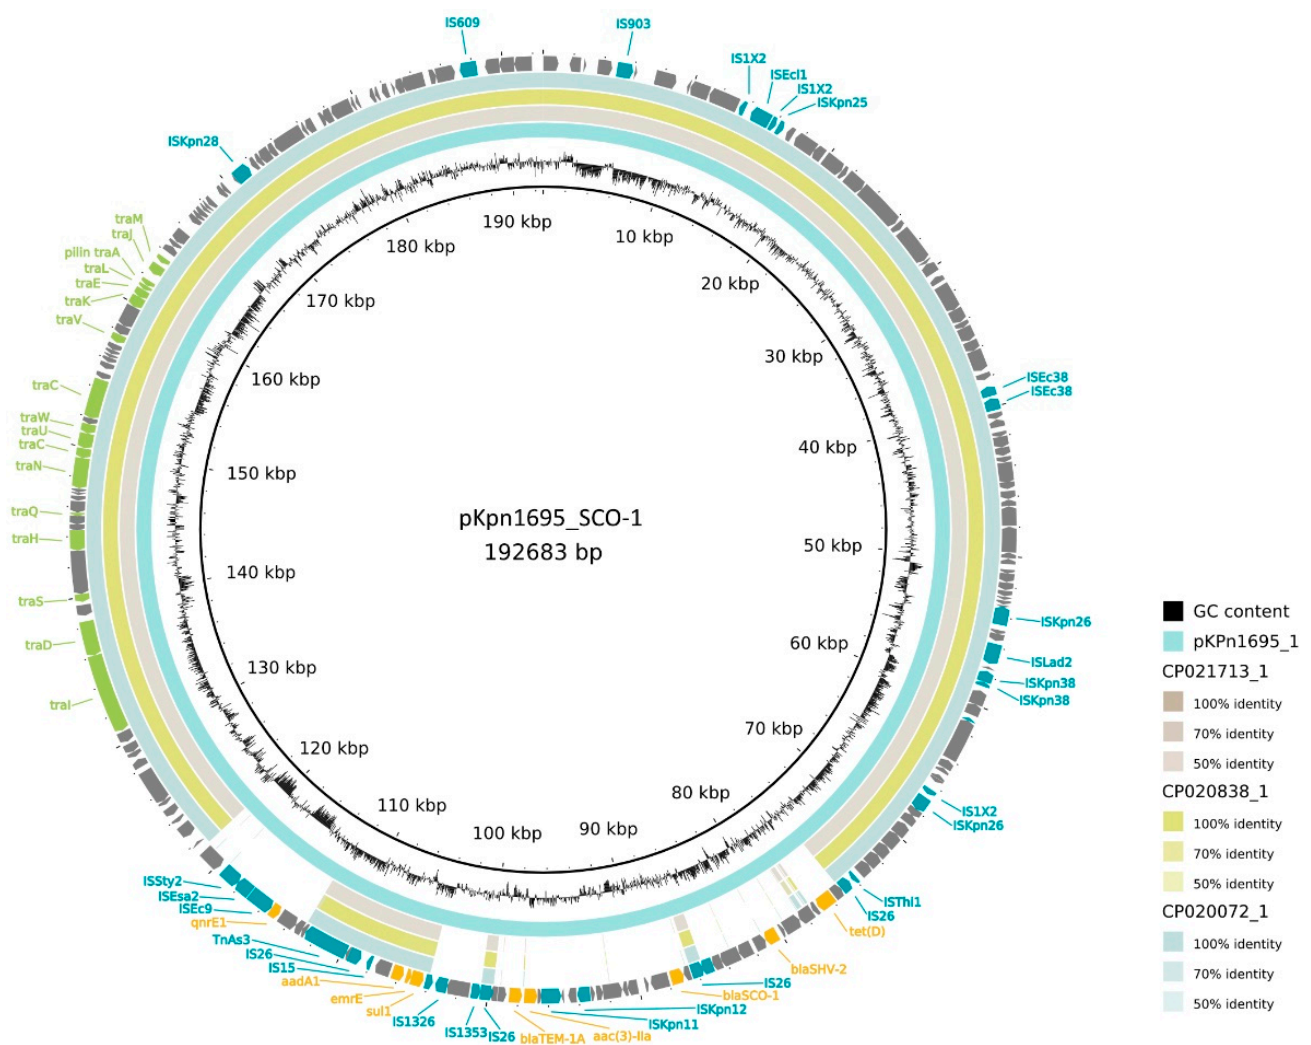 IS609
IS903
IS1X2
ISEcl1
IS1X2
ISKpn25
ISKpn28
190 kbp
10 kbp
180 kbp
20 kbp
170 kbp
30 kbp
traM
traJ
pilin traA
traL
traE
traK
traV
160 kbp
ISEc38
ISEc38
traC
traW
traU
traC
traN
40 kbp
150 kbp
traQ
traH
pKpn1695_SCO-1
192683 bp
50 kbp
140 kbp
traS
traD
traI
ISKpn26
ISLad2
ISKpn38
ISKpn38
60 kbp
130 kbp
70 kbp
120 kbp
80 kbp
110 kbp
100 kbp
90 kbp
IS1X2
ISKpn26
ISThi1
IS26
tet(D)
blaSHV-2
IS26
blaSCO-1
ISKpn12
ISKpn11
aac(3)-IIa
blaTEM-1A
IS26
IS1353
IS1326
sul1
emrE
aadA1
IS15
IS26
TnAs3
qnrE1
ISEc9
ISEsa2
ISSty2
GC content
pKPn1695_1
CP021713_1
100% identity
70% identity
50% identity
CP020838_1
100% identity
70% identity
50% identity
CP020072_1
100% identity
70% identity
50% identity